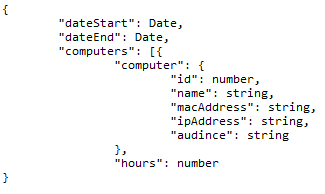 {
"dateStart": Date,
"dateEnd": Date,
"computers": [{
"computer": {
"id": number,
"name": string,
"macAddress": string,
"ipAddress": string,
"audince": string
},
"hours": number
}